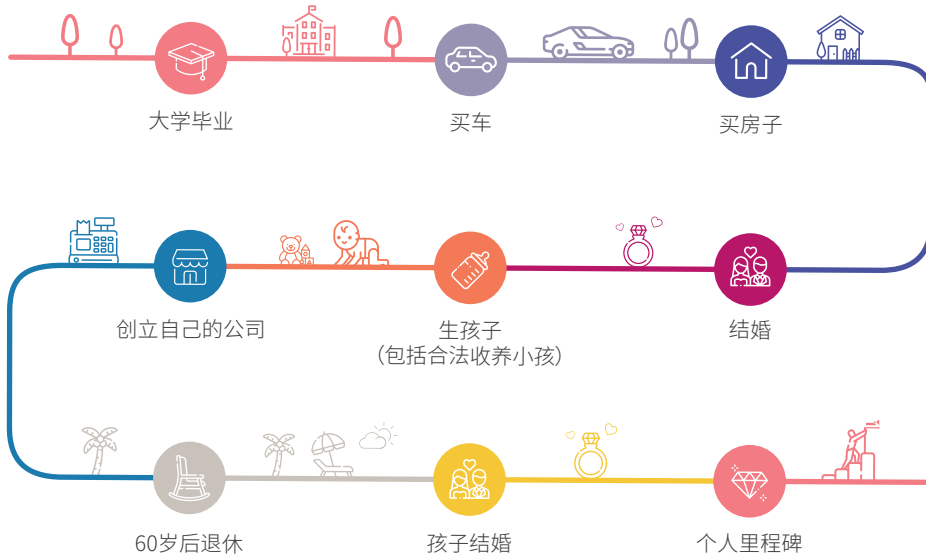 大学毕业
买车
买房子
创立自己的公司
生孩子
（包括合法收养小孩）
结婚
60岁后退休
孩子结婚
个人里程碑